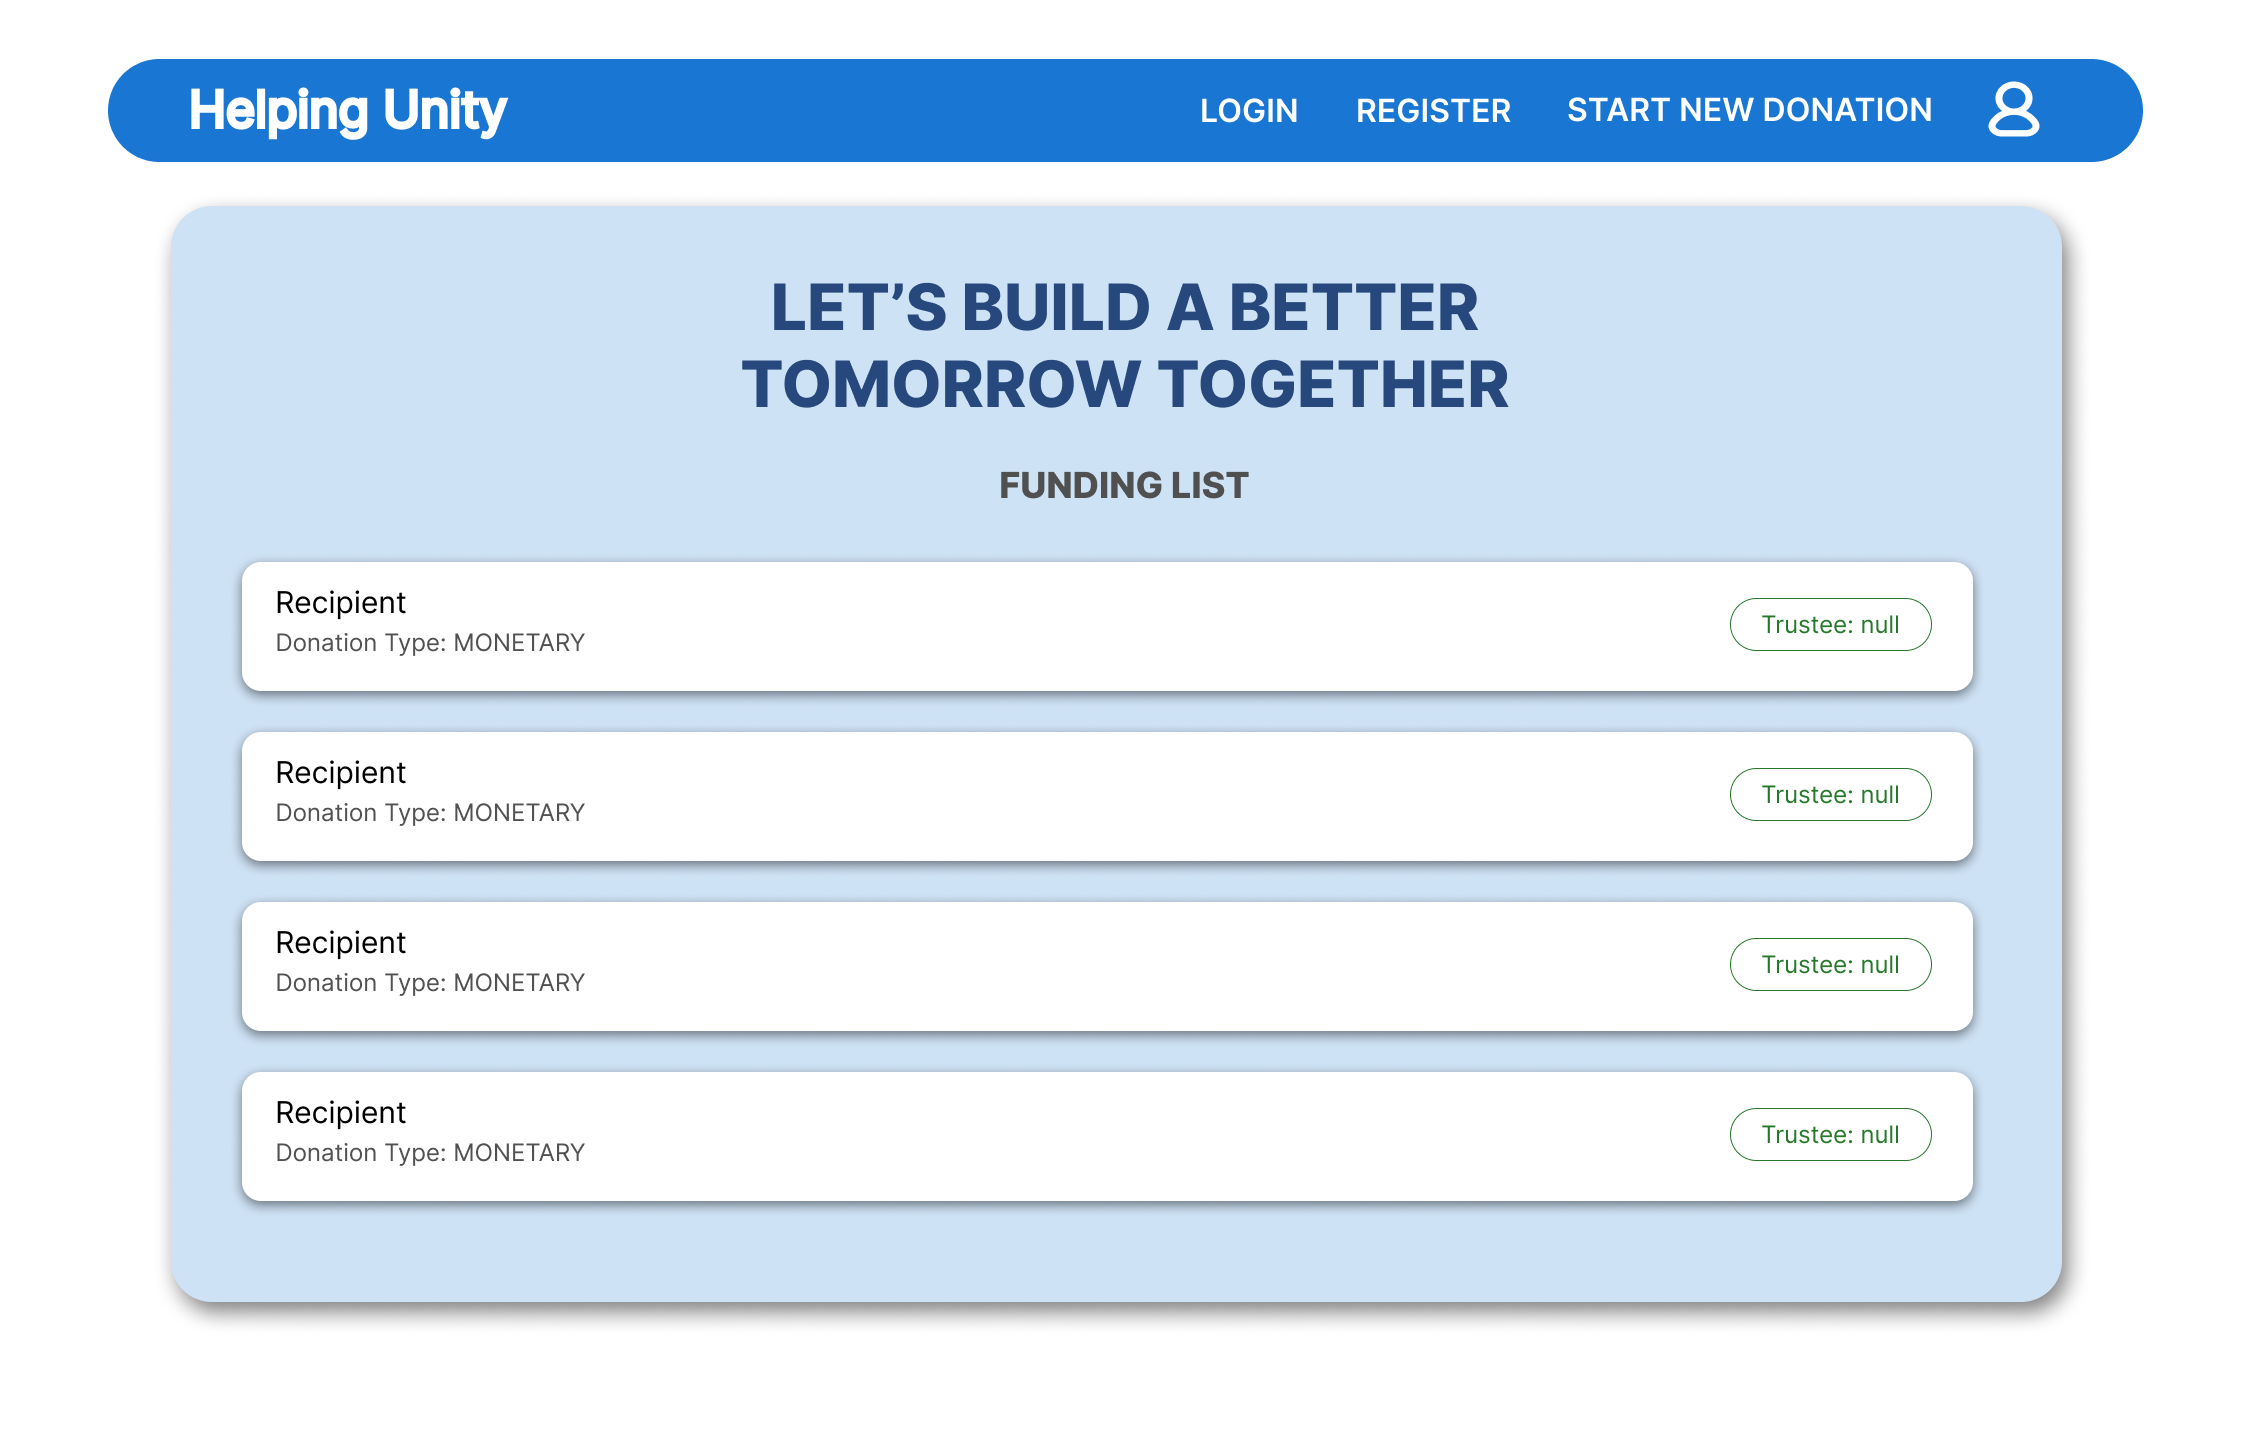 Helping Unity
LOGIN
REGISTER
START NEW DONATION
LET’S BUILD A BETTER
TOMORROW TOGETHER
FUNDING LIST
Recipient
Donation Type: MONETARY
Trustee: null
Recipient
Donation Type: MONETARY
Trustee: null
Recipient
Donation Type: MONETARY
Trustee: null
Recipient
Donation Type: MONETARY
Trustee: null